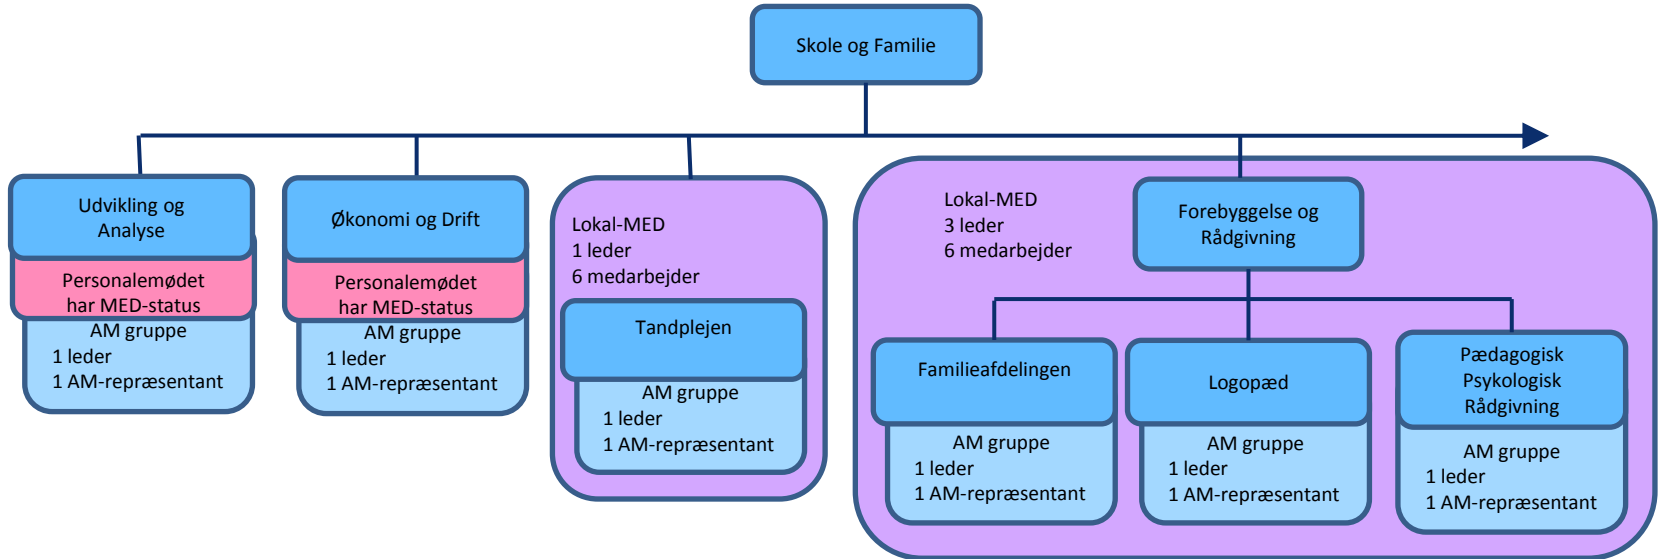 Skole og Familie
Udvikling og
Analyse
Personalemødet
har MED-status
AM gruppe
1 leder
1 AM-repræsentant
Økonomi og Drift
Personalemødet
har MED-status
AM gruppe
1 leder
1 AM-repræsentant
Lokal-MED
1 leder
6 medarbejder
Tandplejen
AM gruppe
1 leder
1 AM-repræsentant
Lokal-MED
3 leder
6 medarbejder
Forebyggelse og
Rådgivning
Familieafdelingen
AM gruppe
1 leder
1 AM-repræsentant
Logopæd
AM gruppe
1 leder
1 AM-repræsentant
Pædagogisk
Psykologisk
Rådgivning
AM gruppe
1 leder
1 AM-repræsentant